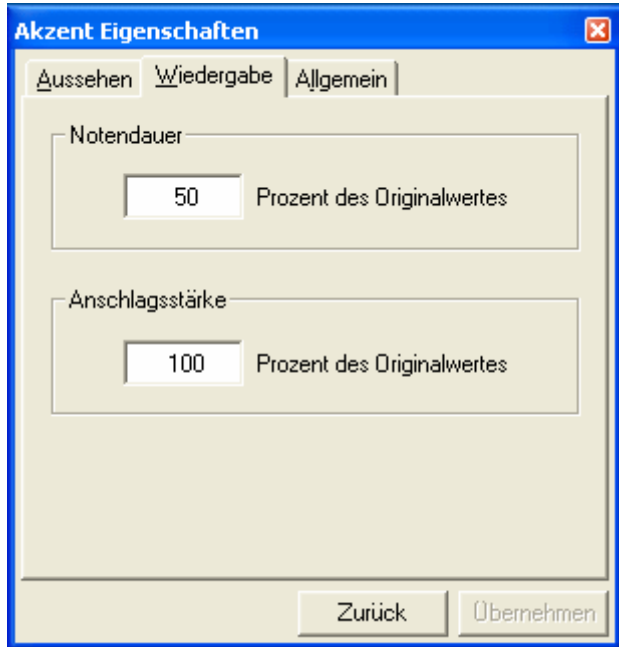 Akzent Eigenschaften
Aussehen Wiedergabe Allgemein
Notendauer
50 Prozent des Originalwertes
Anschlagsstärke
100 Prozent des Originalwertes
Zurück Übernehmen